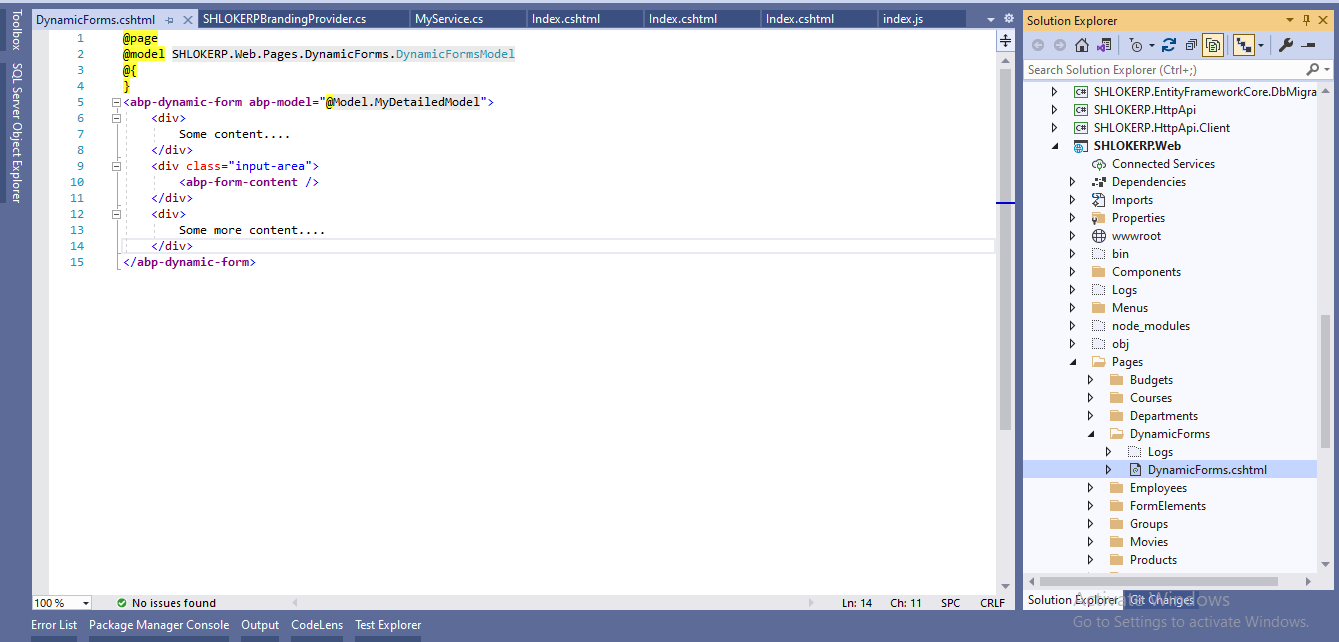 Toolbox
SQL Server Object Explorer
DynamicForms.cshtml
SHLOKERPBrandingProvider.cs
MyService.cs
Index.cshtml
Index.cshtml
Index.cshtml
index.js
1 @page
2 @model SHLOKERP.Web.Pages.DynamicForms.DynamicFormsModel
3 @{
4 }
5 <abp-dynamic-form abp-model="@Model.MyDetailedModel">
6 <div>
7 Some content....
8 </div>
9 <div class="input-area">
10 <abp-form-content />
11 </div>
12 <div>
13 Some more content....
14 </div>
15 </abp-dynamic-form>
100 %
No issues found
Ln: 14 Ch: 11 SPC CRLF
Error List Package Manager Console Output CodeLens Test Explorer
Solution Explorer
Search Solution Explorer (Ctrl+;)
C# SHLOKERP.EntityFrameworkCore.DbMigra
C# SHLOKERP.HttpApi
C# SHLOKERP.HttpApi.Client
SHLOKERP.Web
Connected Services
Dependencies
Imports
Properties
wwwroot
bin
Components
Logs
Menus
node_modules
obj
Pages
Budgets
Courses
Departments
DynamicForms
Logs
DynamicForms.cshtml
Employees
FormElements
Groups
Movies
Products
Solution Explorer Git Changes
Activate Windows
Go to Settings to activate Windows.